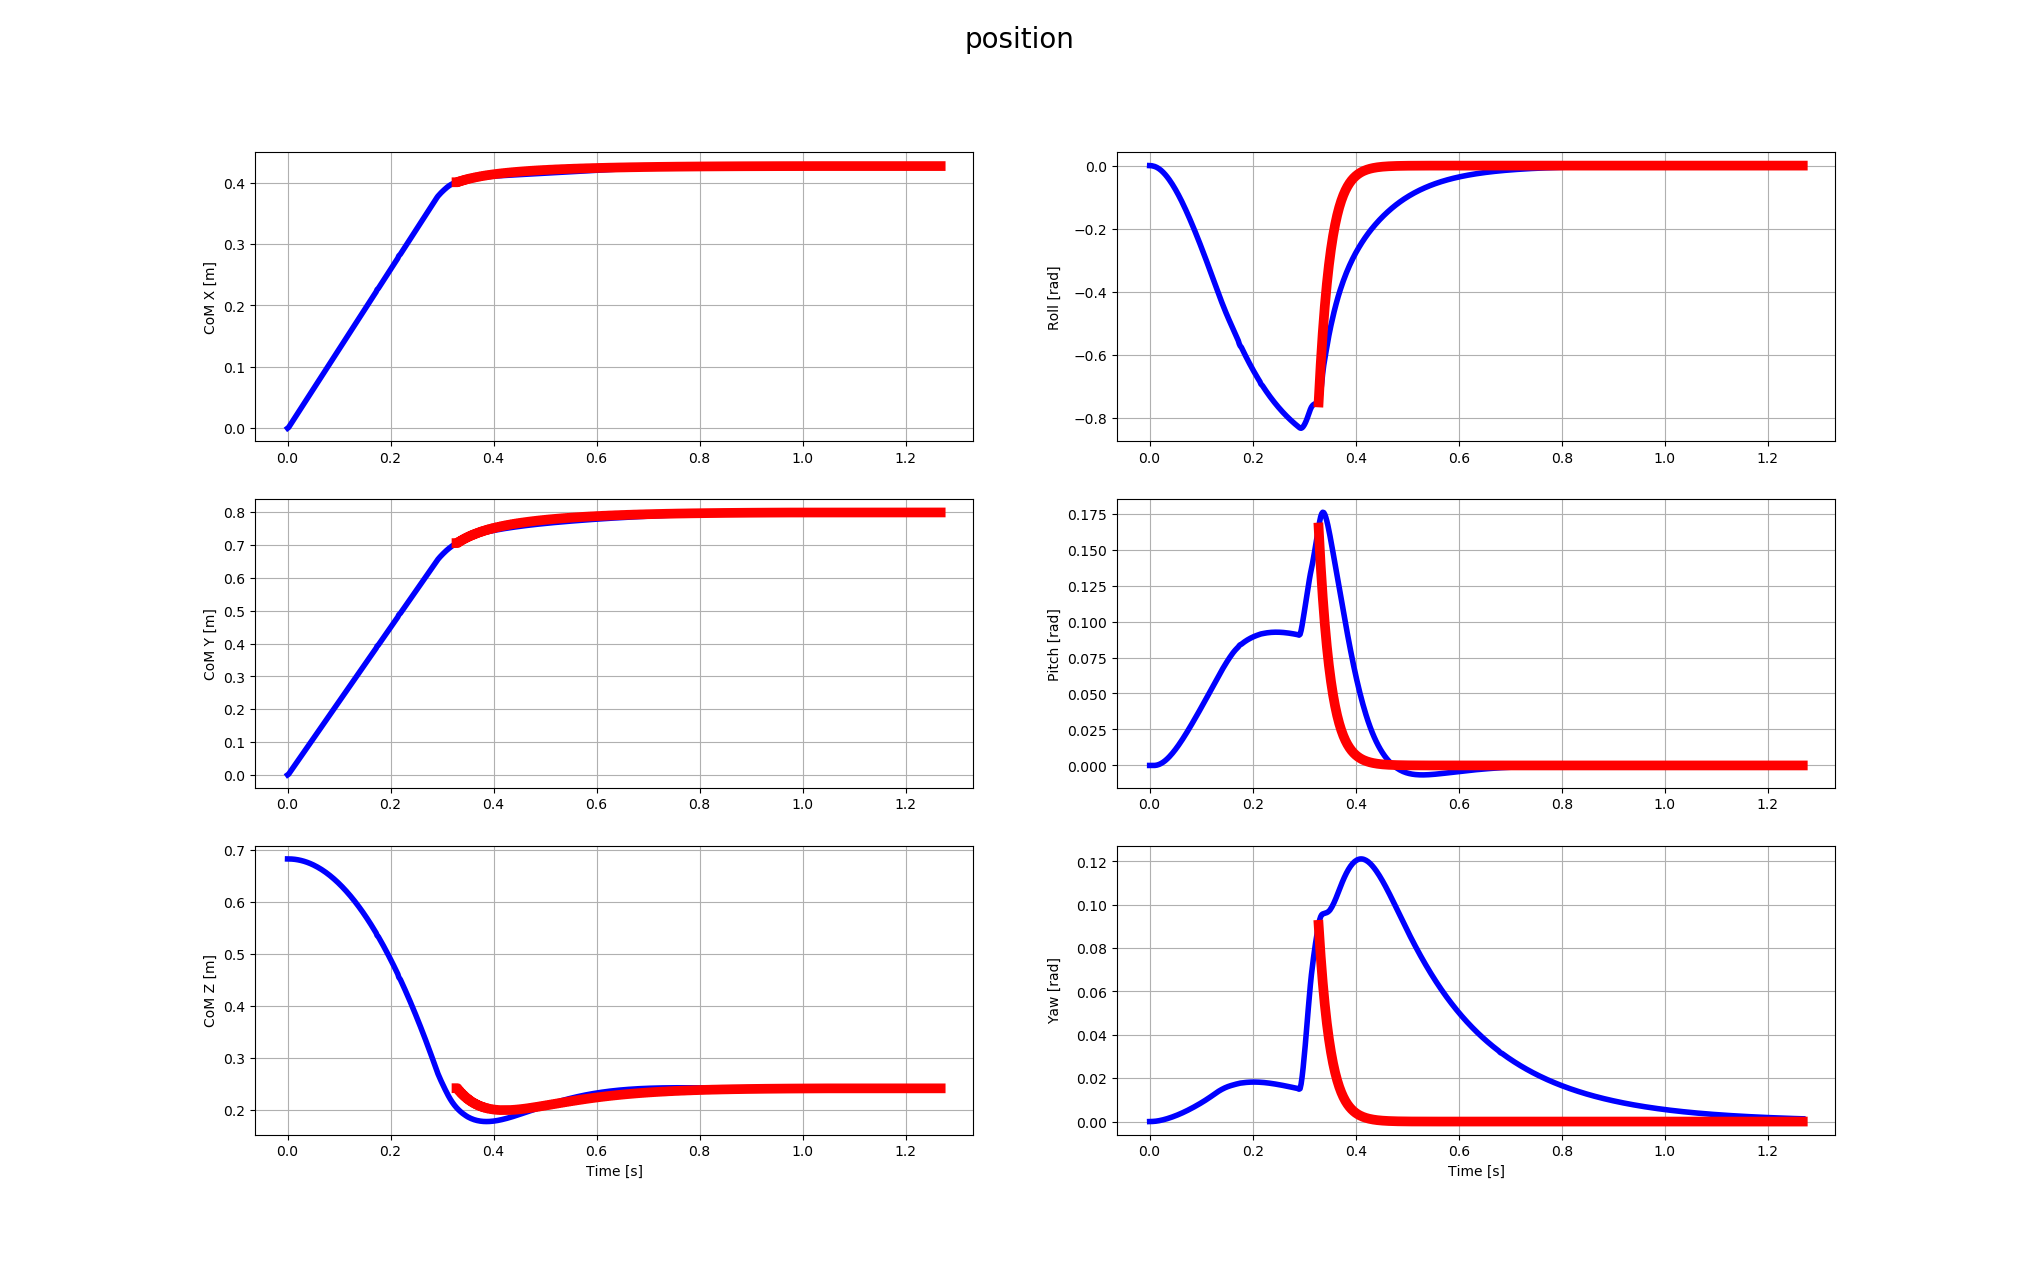 position
CoM X [m]
0.4
0.3
0.2
0.1
0.0
0.0 0.2 0.4 0.6 0.8 1.0 1.2
Roll [rad]
0.0
−0.2
−0.4
−0.6
−0.8
0.0 0.2 0.4 0.6 0.8 1.0 1.2
CoM Y [m]
0.8
0.7
0.6
0.5
0.4
0.3
0.2
0.1
0.0
0.0 0.2 0.4 0.6 0.8 1.0 1.2
Pitch [rad]
0.175
0.150
0.125
0.100
0.075
0.050
0.025
0.000
0.0 0.2 0.4 0.6 0.8 1.0 1.2
CoM Z [m]
0.7
0.6
0.5
0.4
0.3
0.2
0.0 0.2 0.4 0.6 0.8 1.0 1.2
Time [s]
Yaw [rad]
0.12
0.10
0.08
0.06
0.04
0.02
0.00
0.0 0.2 0.4 0.6 0.8 1.0 1.2
Time [s]